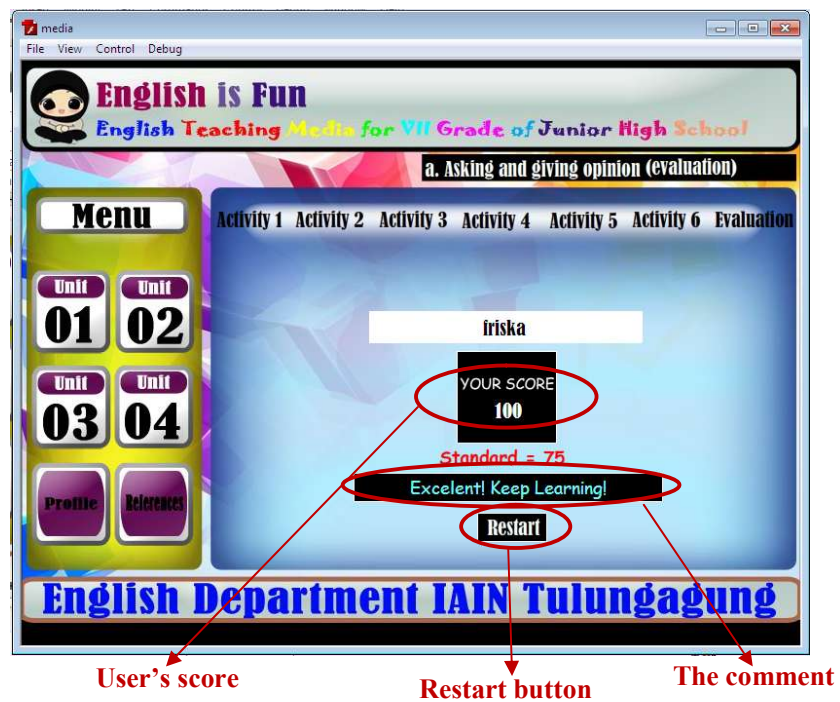 media
File View Control Debug
English is Fun
English Teaching Media for VII Grade of Junior High School
a. Asking and giving opinion (evaluation)
Menu
Activity 1 Activity 2 Activity 3 Activity 4 Activity 5 Activity 6 Evaluation
Unit 01
Unit 02
Unit 03
Unit 04
Profile
References
friska
YOUR SCORE
100
Standard = 75
Excelent! Keep Learning!
Restart
English Department IAIN Tulungagung
User's score
Restart button
The comment